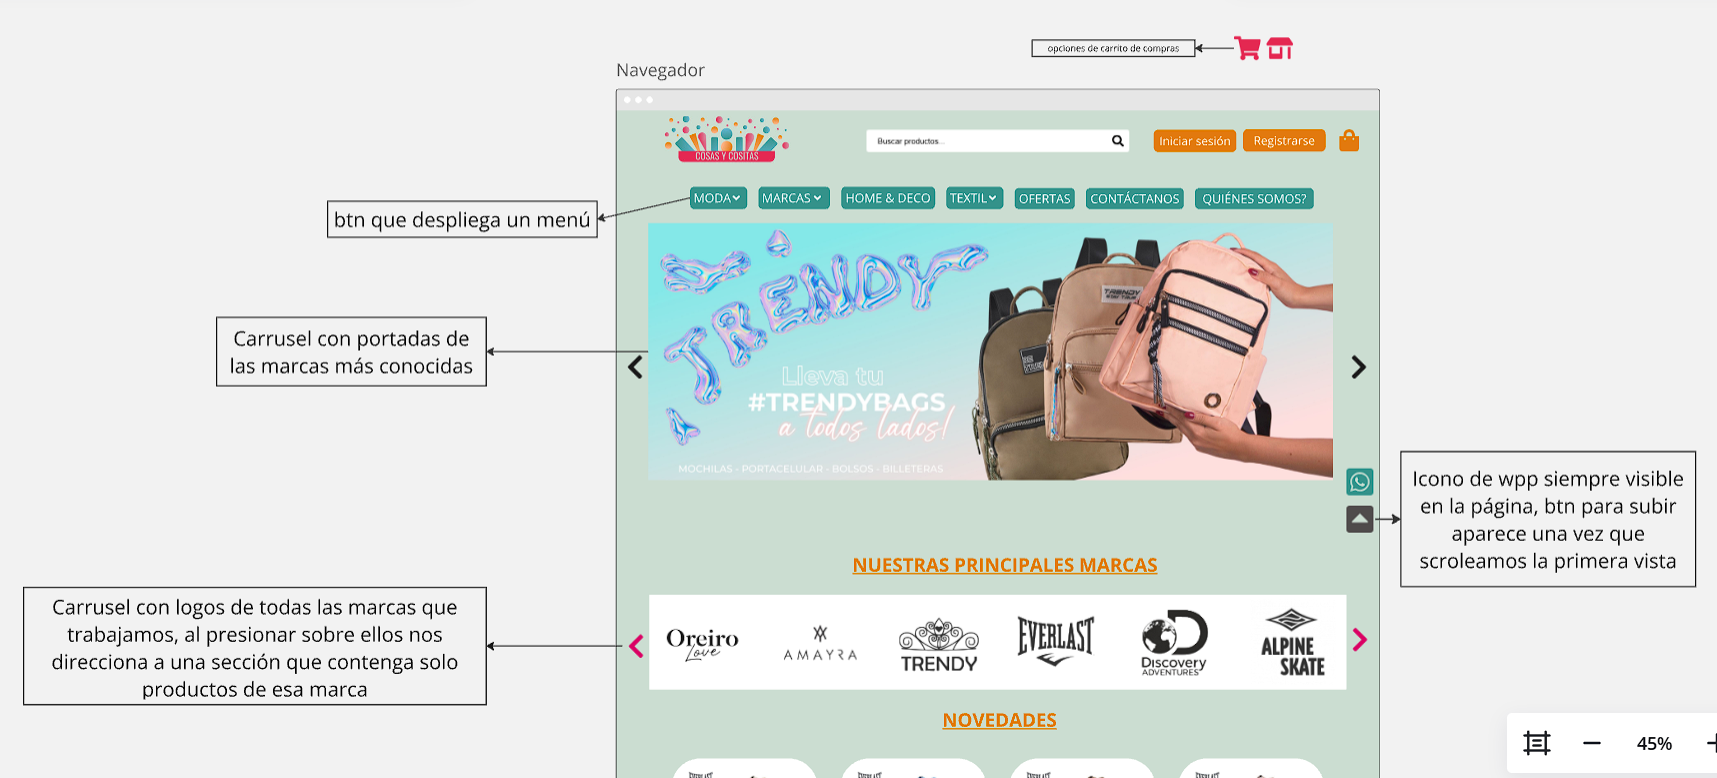 opciones de carrito de compras
Navegador
COSAS Y COSITAS
Buscar productos...
Iniciar sesión
Registrarse
MODA
MARCAS
HOME & DECO
TEXTIL
OFERTAS
CONTÁCTANOS
QUIÉNES SOMOS?
btn que despliega un menú
TRENDY
TRENDY
Lleva tu
#TRENDYBAGS
a todos lados!
MOCHILAS - PORTACELULAR - BOLSOS - BILLETERAS
Carrusel con portadas de
las marcas más conocidas
Icono de wpp siempre visible
en la página, btn para subir
aparece una vez que
scroleamos la primera vista
NUESTRAS PRINCIPALES MARCAS
Carrusel con logos de todas las marcas que
trabajamos, al presionar sobre ellos nos
direcciona a una sección que contenga solo
productos de esa marca
Oreiro
Love
AMAYRA
TRENDY
EVERLAST
Discovery
ADVENTURES
ALPINE
SKATE
NOVEDADES
45%